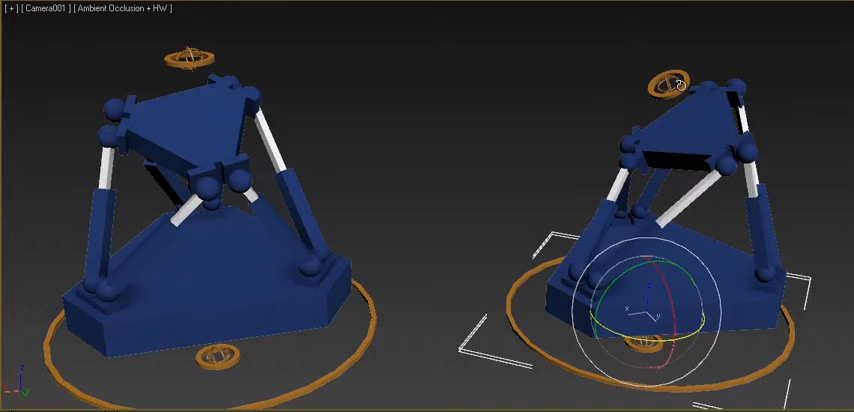 [ + ] [ Camera001 ] [ Ambient Occlusion + HW ]
z
x
y
z